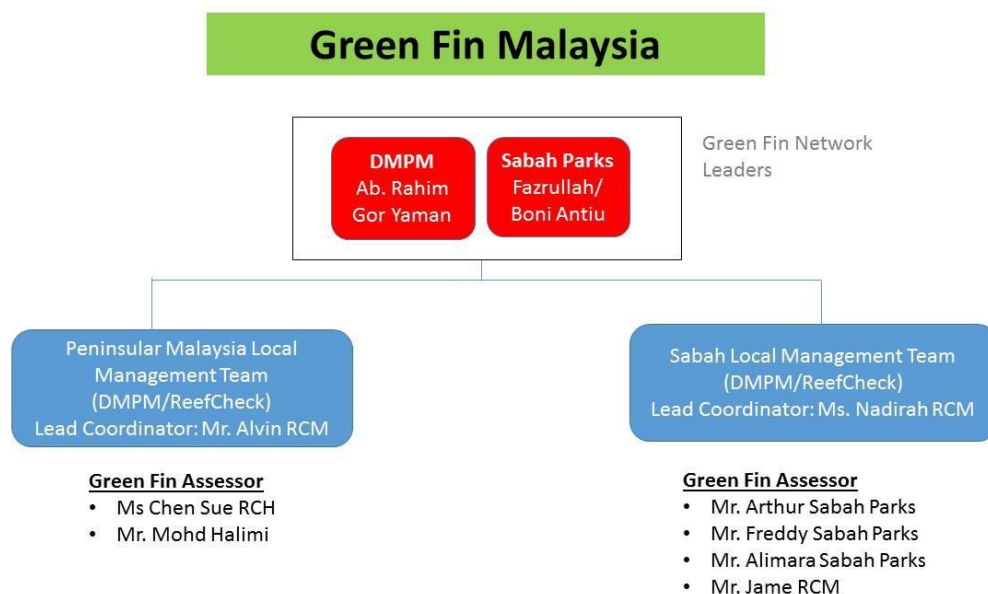 Green Fin Malaysia
DMPM
Ab. Rahim
Gor Yaman
Sabah Parks
Fazrullah/
Boni Antiu
Green Fin Network
Leaders
Peninsular Malaysia Local
Management Team
(DMPM/ReefCheck)
Lead Coordinator: Mr. Alvin RCM
Sabah Local Management Team
(DMPM/ReefCheck)
Lead Coordinator: Ms. Nadirah RCM
Green Fin Assessor
• Ms Chen Sue RCH
• Mr. Mohd Halimi
Green Fin Assessor
• Mr. Arthur Sabah Parks
• Mr. Freddy Sabah Parks
• Mr. Alimara Sabah Parks
• Mr. Jame RCM